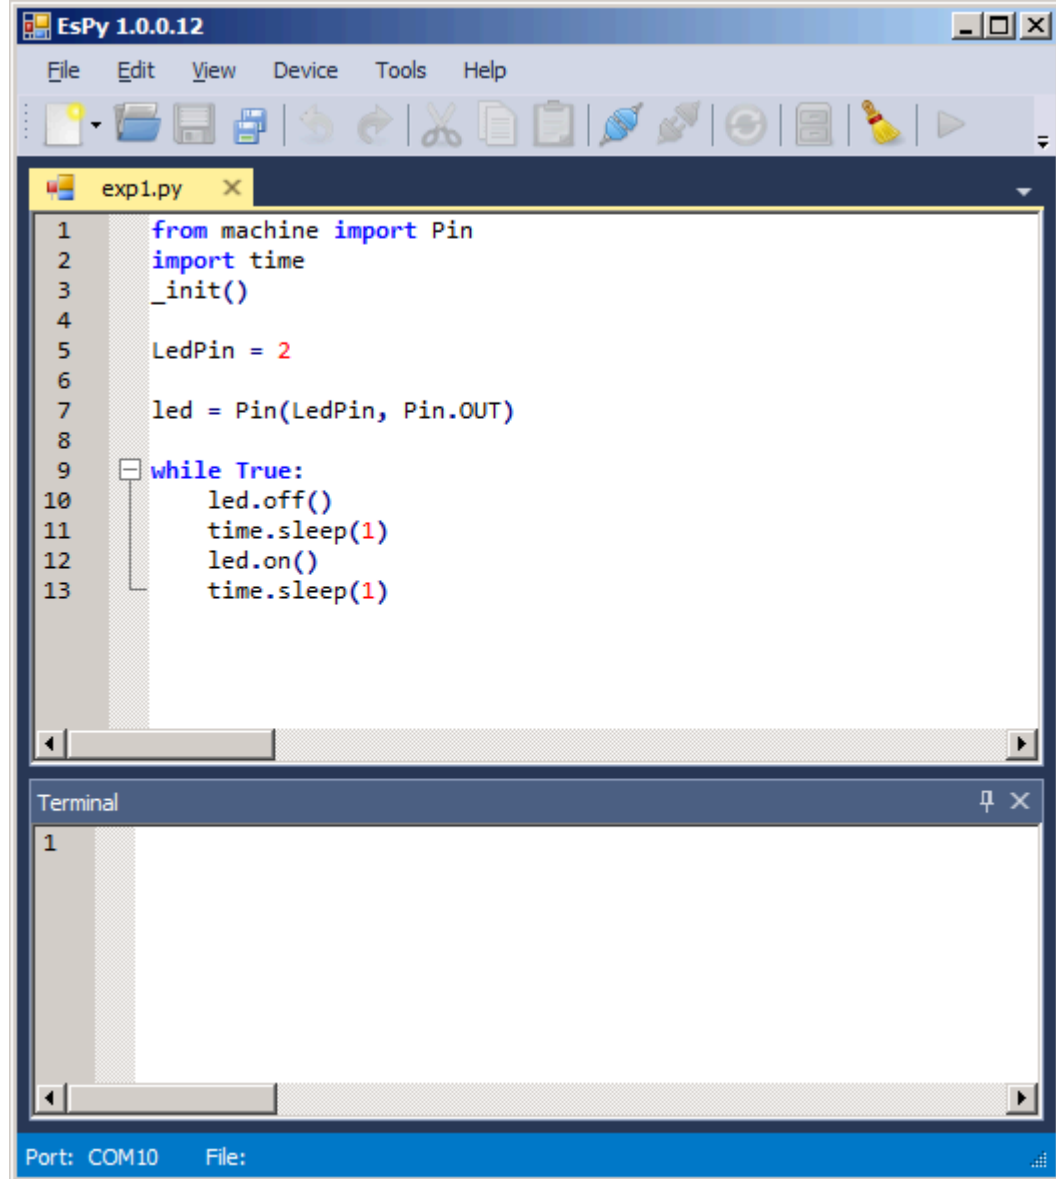 EsPy 1.0.0.12
File Edit View Device Tools Help
exp1.py
1 from machine import Pin
2 import time
3 _init()
4
5 LedPin = 2
6
7 led = Pin(LedPin, Pin.OUT)
8
9 while True:
10     led.off()
11     time.sleep(1)
12     led.on()
13     time.sleep(1)
Terminal
1
Port: COM10 File: